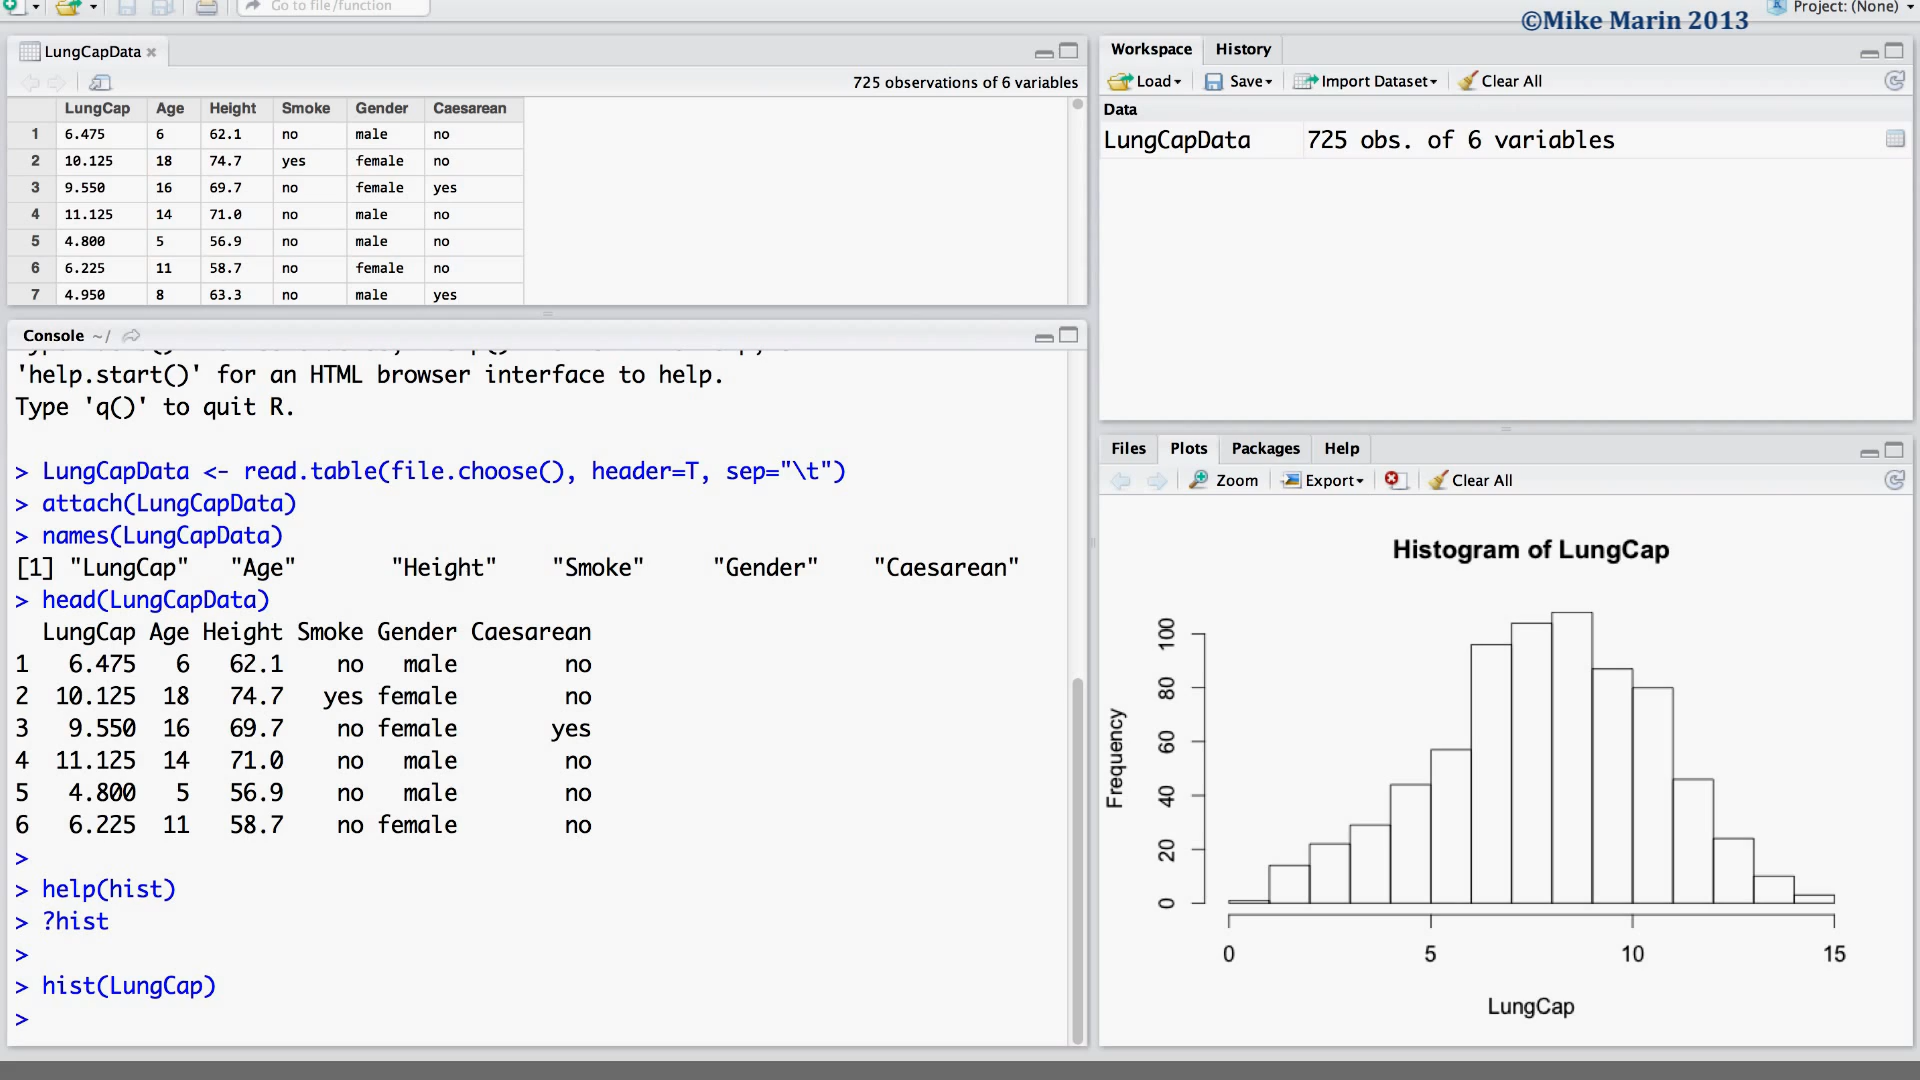 Go to file/function
©Mike Marin 2013
Project: (None)
LungCapData
725 observations of 6 variables
LungCap Age Height Smoke Gender Caesarean
1 6.475 6 62.1 no male no
2 10.125 18 74.7 yes female no
3 9.550 16 69.7 no female yes
4 11.125 14 71.0 no male no
5 4.800 5 56.9 no male no
6 6.225 11 58.7 no female no
7 4.950 8 63.3 no male yes
Workspace History
Load Save Import Dataset Clear All
Data
LungCapData 725 obs. of 6 variables
Console ~/
'help.start()' for an HTML browser interface to help.
Type 'q()' to quit R.
> LungCapData <- read.table(file.choose(), header=T, sep="\t")
> attach(LungCapData)
> names(LungCapData)
[1] "LungCap" "Age" "Height" "Smoke" "Gender" "Caesarean"
> head(LungCapData)
LungCap Age Height Smoke Gender Caesarean
1 6.475 6 62.1 no male no
2 10.125 18 74.7 yes female no
3 9.550 16 69.7 no female yes
4 11.125 14 71.0 no male no
5 4.800 5 56.9 no male no
6 6.225 11 58.7 no female no
>
> help(hist)
> ?hist
>
> hist(LungCap)
>
Files Plots Packages Help
Zoom Export Clear All
Histogram of LungCap
Frequency
100
80
60
40
20
0
0 5 10 15
LungCap